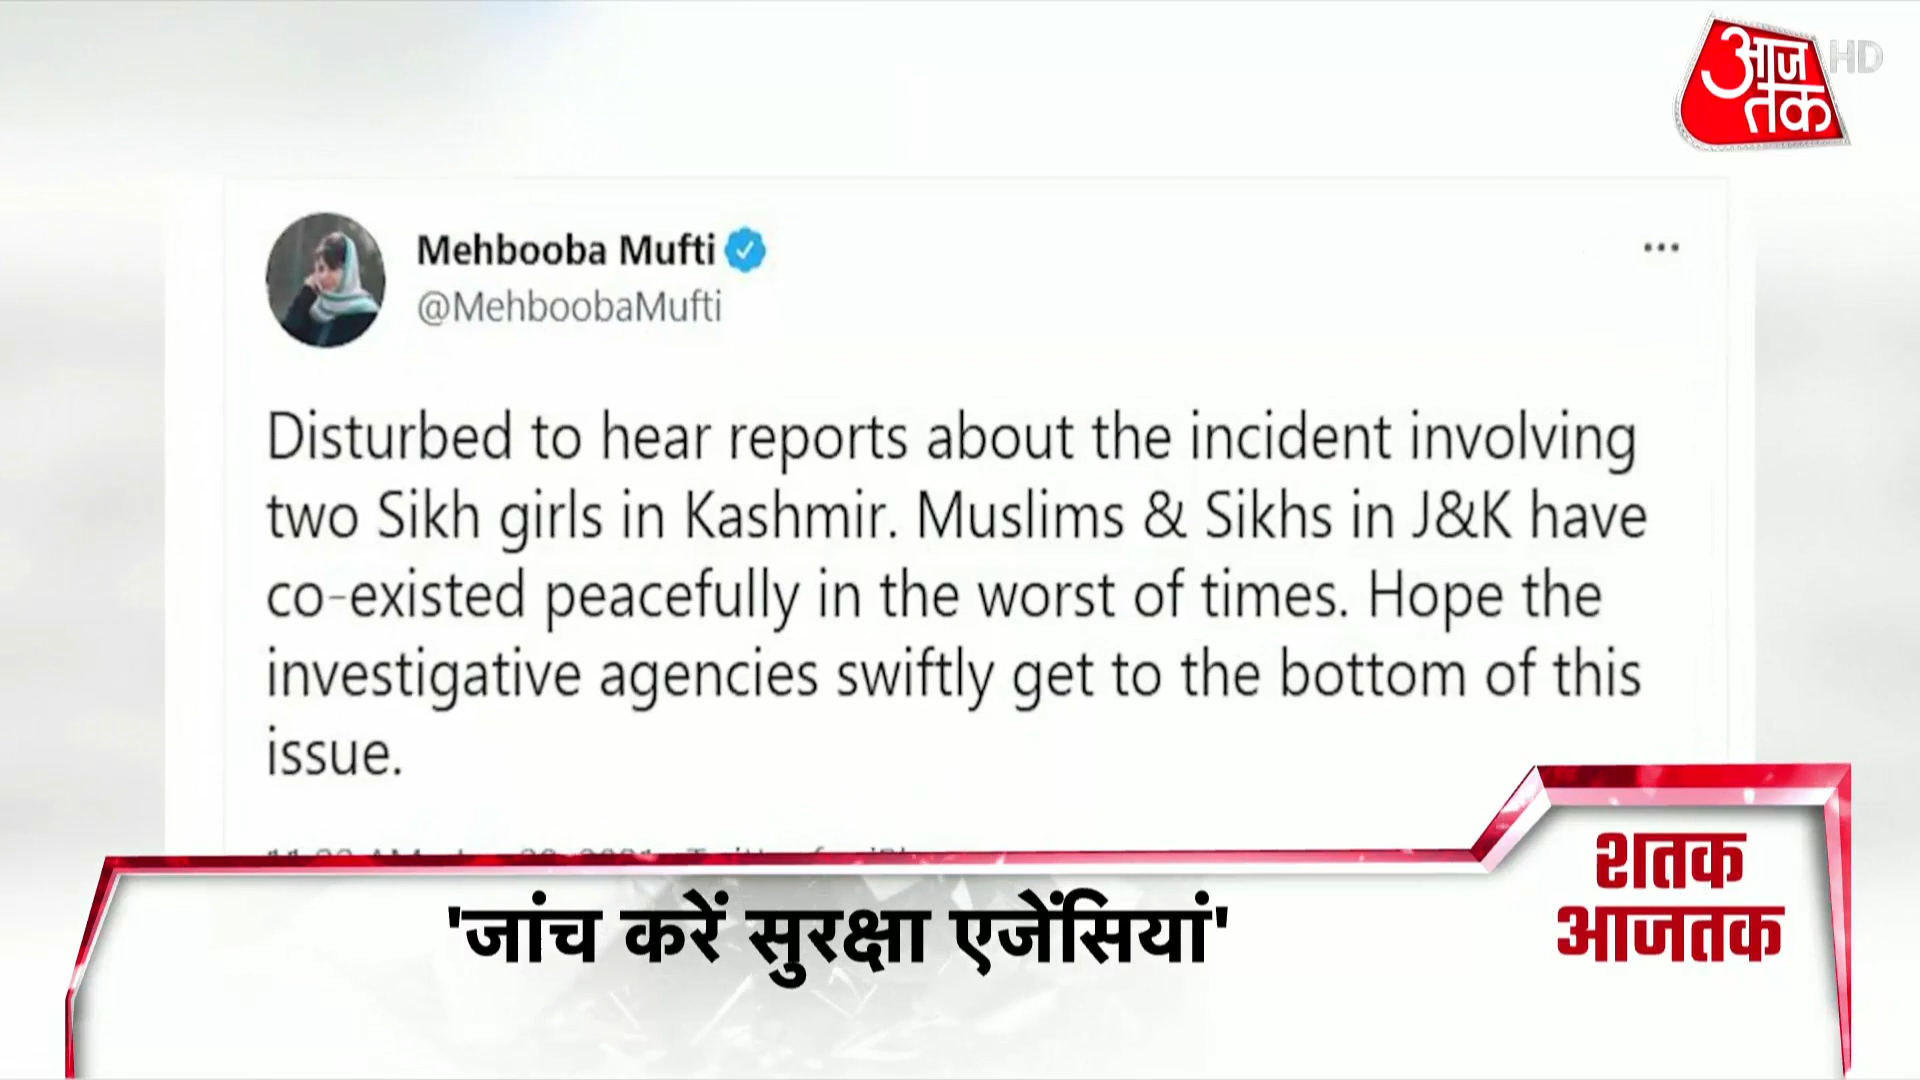 आज
तक
HD
Mehbooba Mufti
@MehboobaMufti
Disturbed to hear reports about the incident involving
two Sikh girls in Kashmir. Muslims & Sikhs in J&K have
co-existed peacefully in the worst of times. Hope the
investigative agencies swiftly get to the bottom of this
issue.
'जांच करें सुरक्षा एजेंसियां'
शतक
आजतक